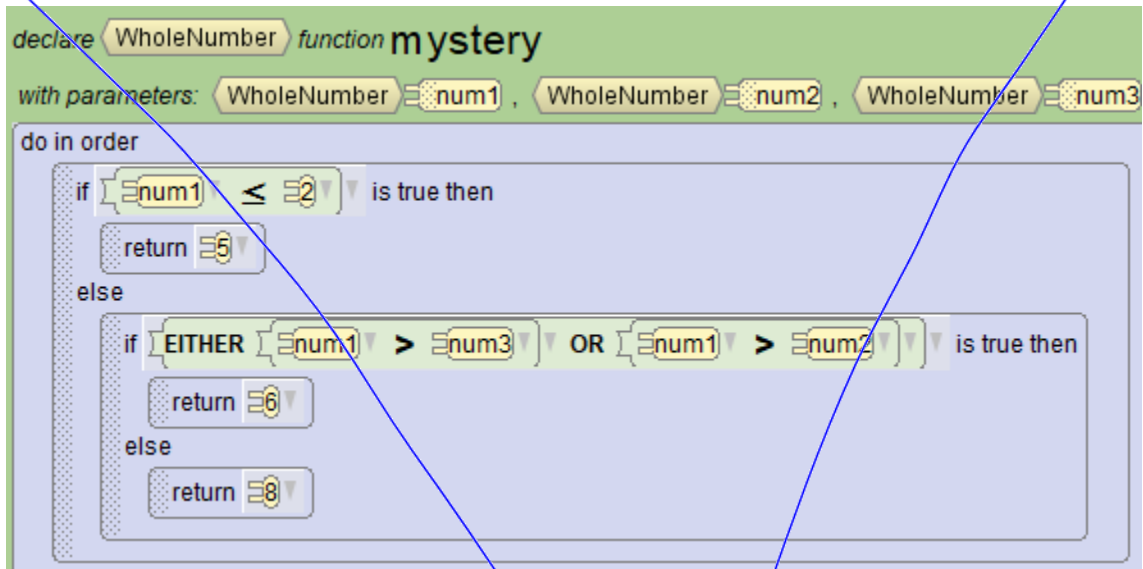 declare WholeNumber function mystery
with parameters: WholeNumber num1 , WholeNumber num2 , WholeNumber num3
do in order
if num1 ≤ 2 is true then
return 5
else
if EITHER num1 > num3 OR num1 > num2 is true then
return 6
else
return 8